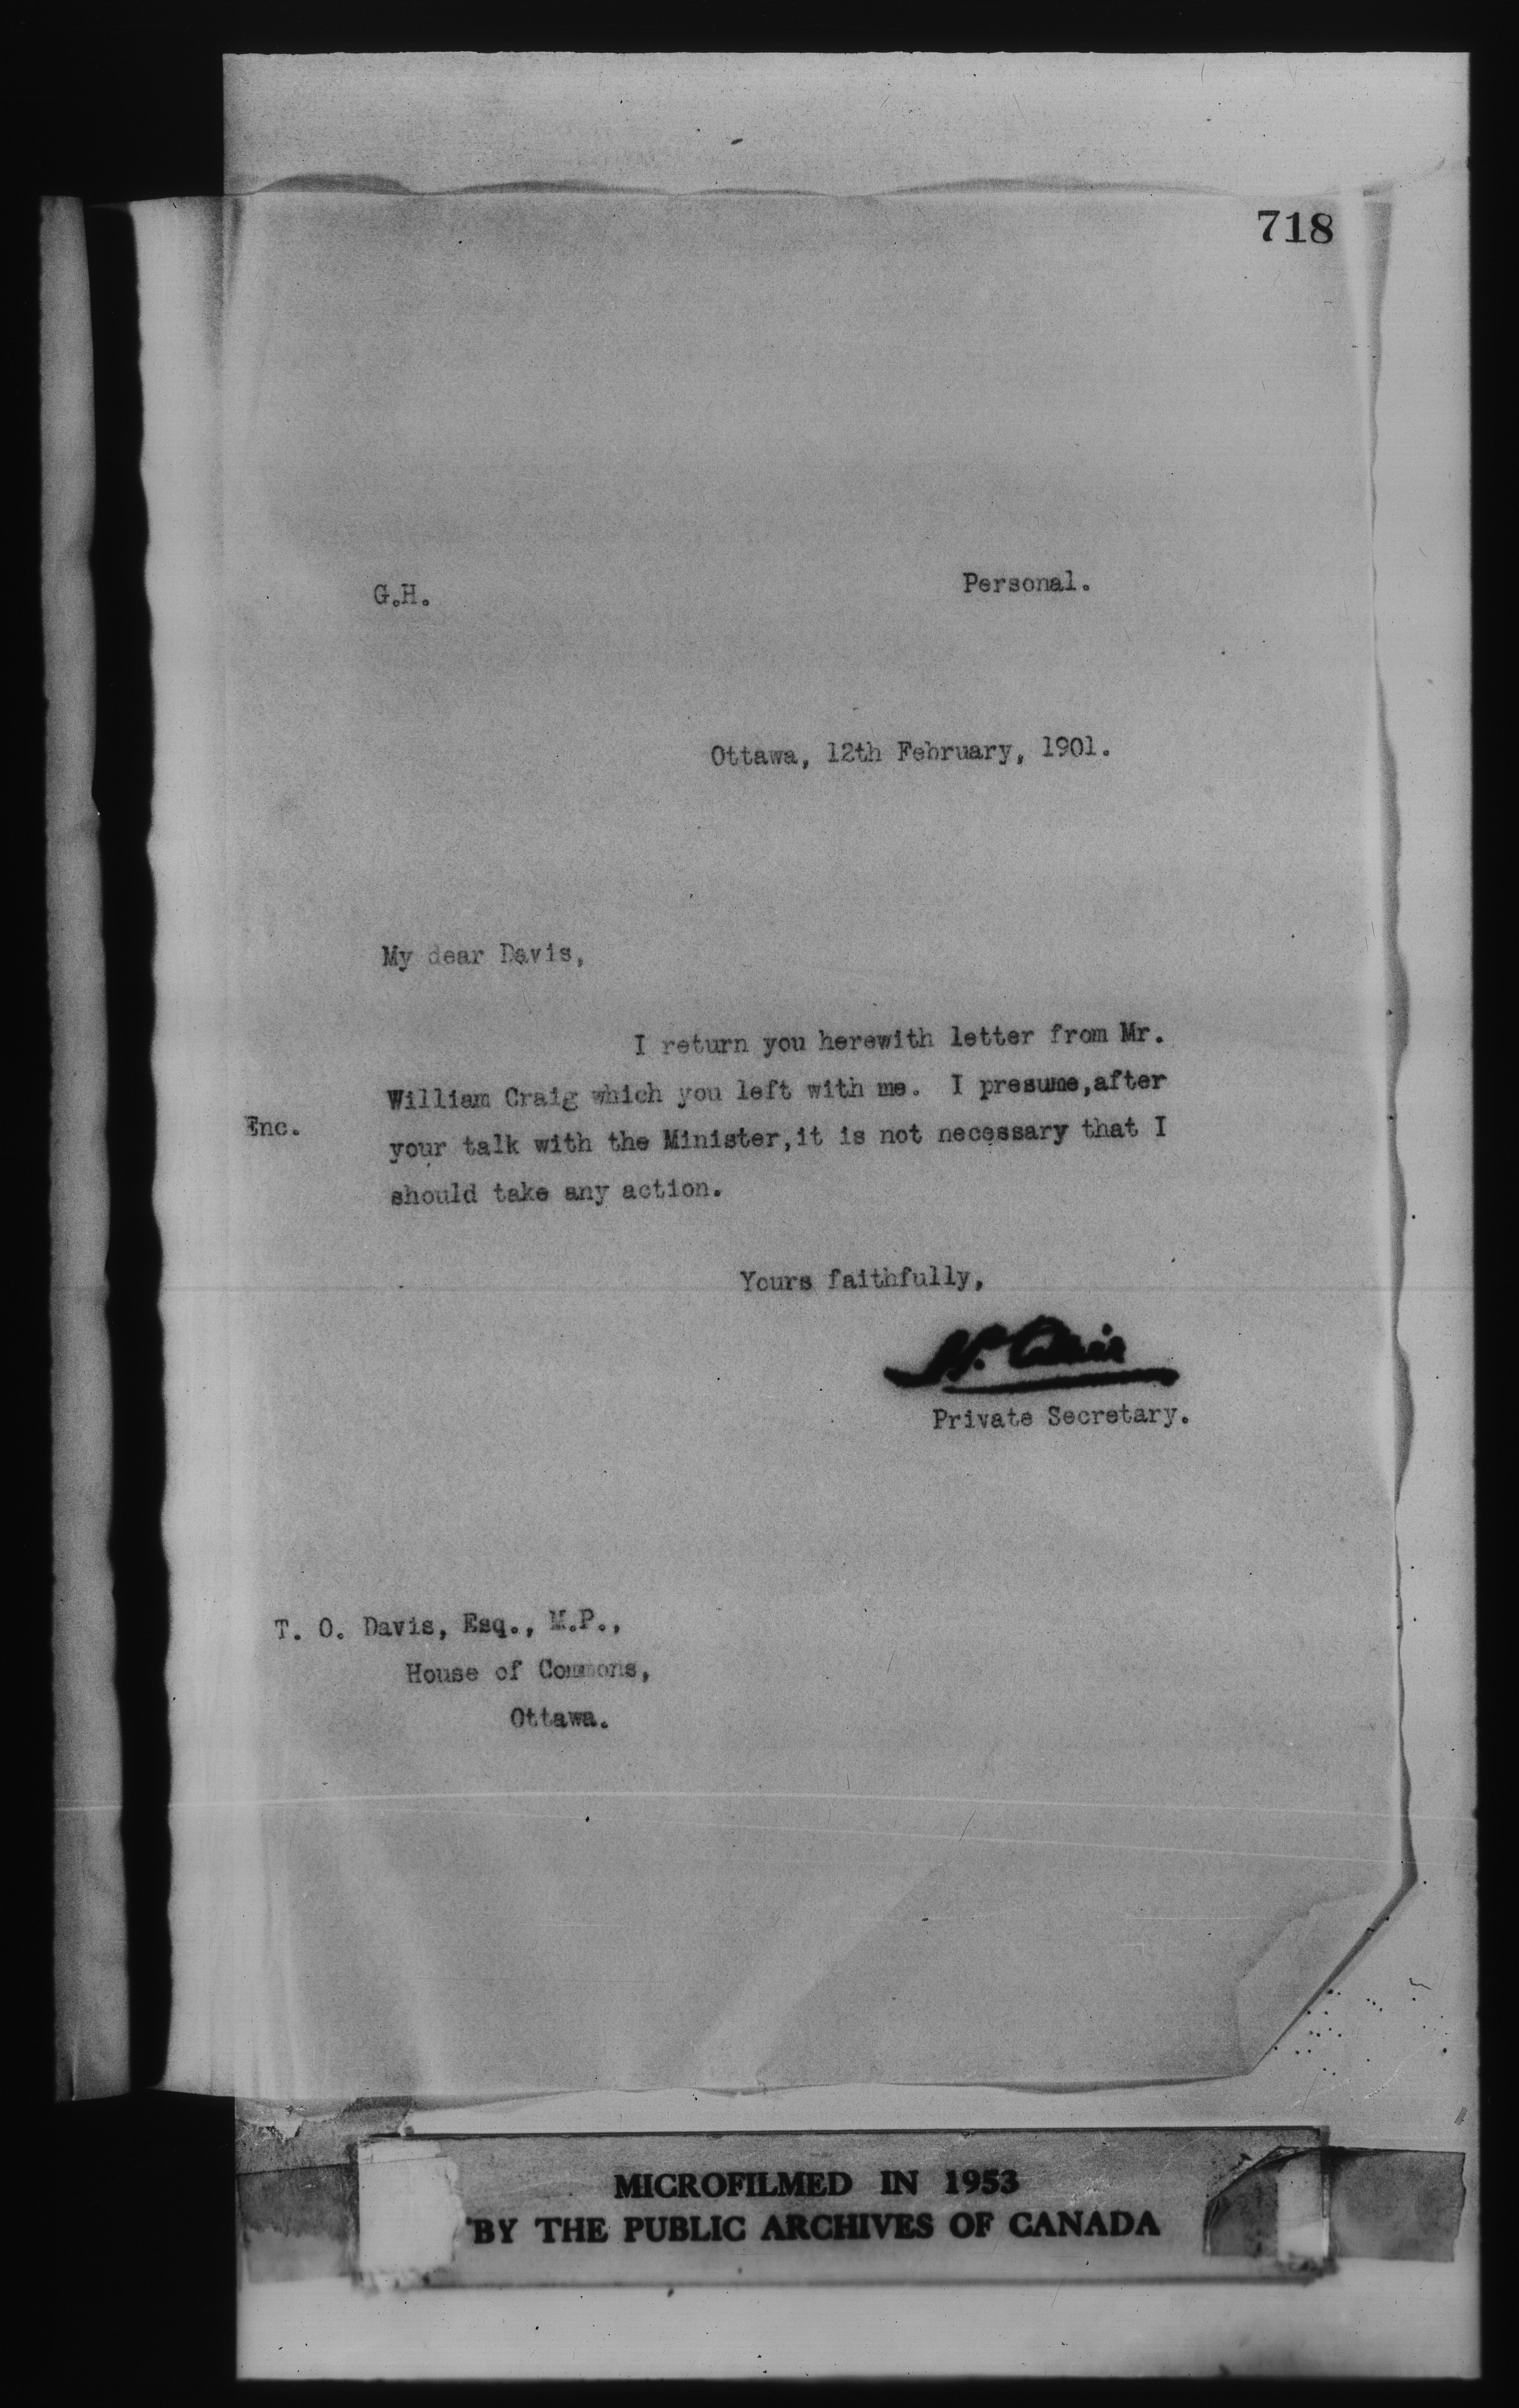 718
G.H.
Personal.
Ottawa, 12th February, 1901.
My dear Davis,
I return you herewith letter from Mr.
William Craig which you left with me. I presume,after
Enc.
your talk with the Minister,it is not necessary that I
should take any action.
Yours faithfully,
Private Secretary.
T. O. Davis, Esq., M.P.,
House of Commons,
Ottawa.
MICROFILMED IN 1953
BY THE PUBLIC ARCHIVES OF CANADA